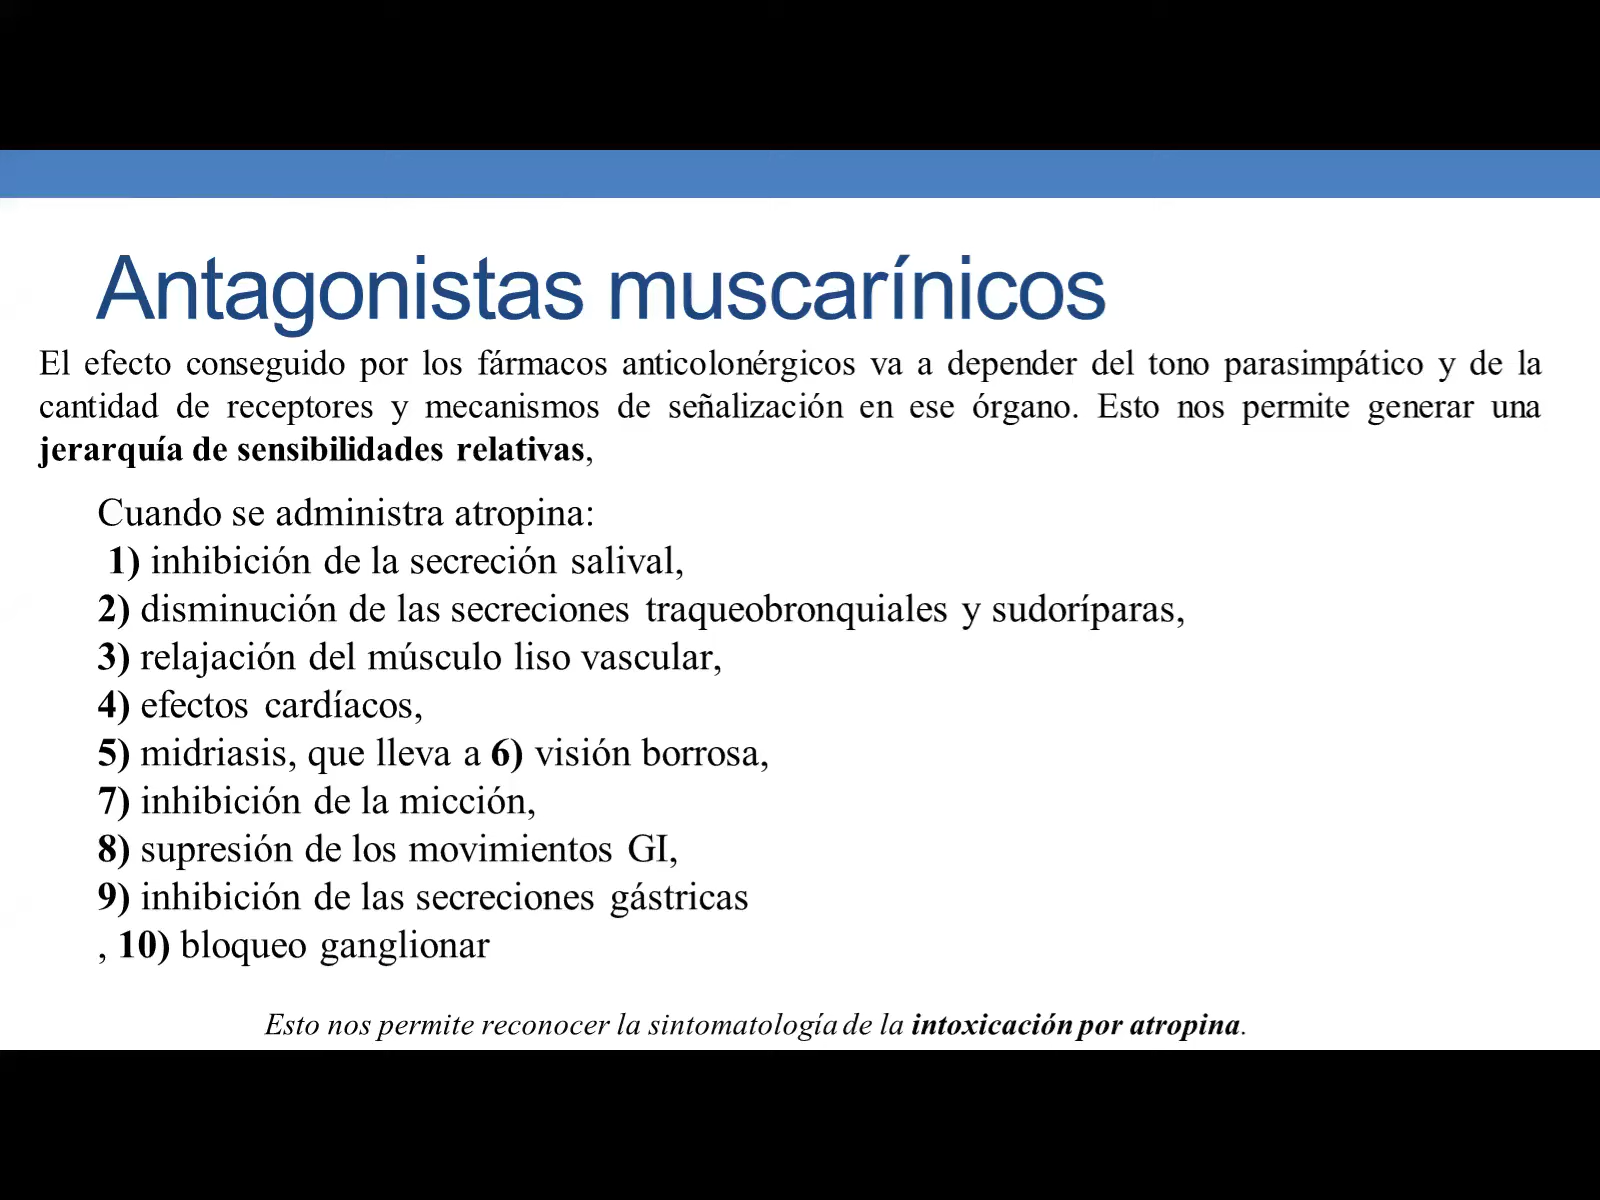 Antagonistas muscarínicos
El efecto conseguido por los fármacos anticolonérgicos va a depender del tono parasimpático y de la
cantidad de receptores y mecanismos de señalización en ese órgano. Esto nos permite generar una
jerarquía de sensibilidades relativas,
Cuando se administra atropina:
1) inhibición de la secreción salival,
2) disminución de las secreciones traqueobronquiales y sudoríparas,
3) relajación del músculo liso vascular,
4) efectos cardíacos,
5) midriasis, que lleva a 6) visión borrosa,
7) inhibición de la micción,
8) supresión de los movimientos GI,
9) inhibición de las secreciones gástricas
, 10) bloqueo ganglionar
Esto nos permite reconocer la sintomatología de la intoxicación por atropina.